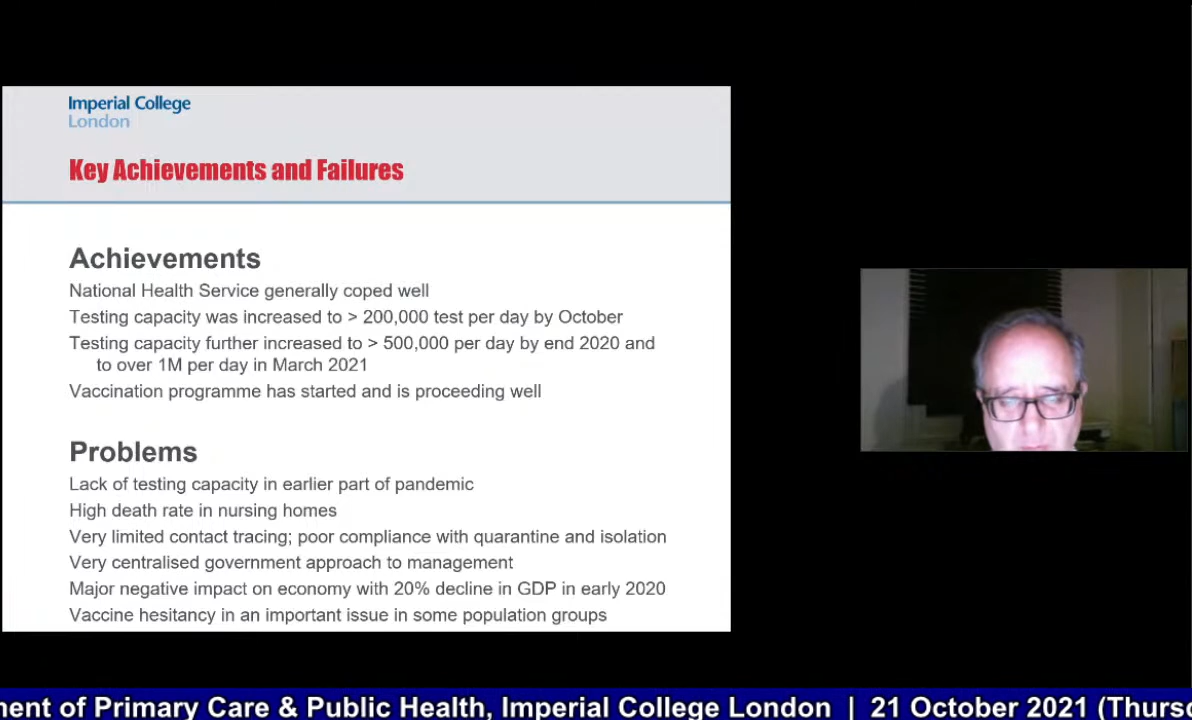 Imperial College
London
Key Achievements and Failures
Achievements
National Health Service generally coped well
Testing capacity was increased to > 200,000 test per day by October
Testing capacity further increased to > 500,000 per day by end 2020 and
to over 1M per day in March 2021
Vaccination programme has started and is proceeding well
Problems
Lack of testing capacity in earlier part of pandemic
High death rate in nursing homes
Very limited contact tracing; poor compliance with quarantine and isolation
Very centralised government approach to management
Major negative impact on economy with 20% decline in GDP in early 2020
Vaccine hesitancy in an important issue in some population groups
ment of Primary Care & Public Health, Imperial College London | 21 October 2021 (Thursd